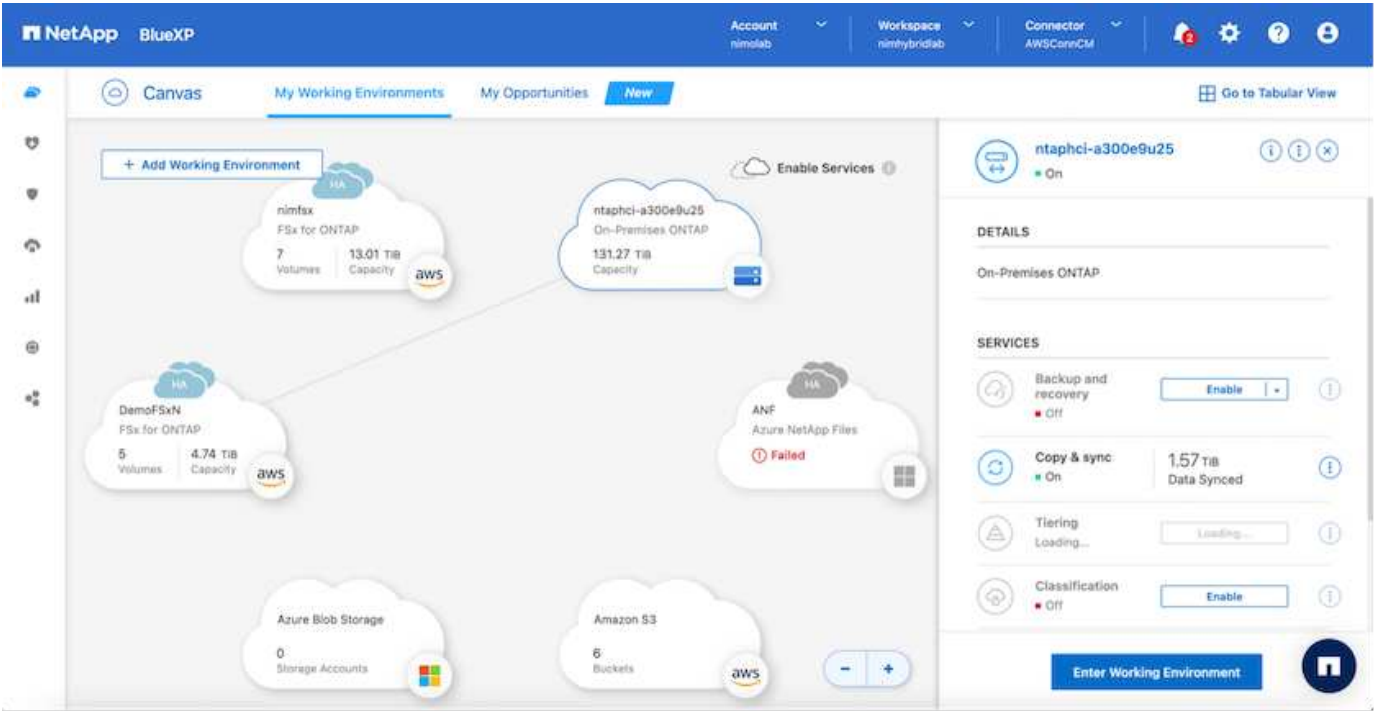 NetApp BlueXP
Account
nimolab
Workspace
nimhybridlab
Connector
AWSConnCM
2
Canvas
My Working Environments
My Opportunities
New
Go to Tabular View
+ Add Working Environment
Enable Services
HA
nimfsx
FSx for ONTAP
7
Volumes
13.01 TiB
Capacity
aws
ntaphci-a300e9u25
On-Premises ONTAP
131.27 TiB
Capacity
HA
DemoFSxN
FSx for ONTAP
5
Volumes
4.74 TiB
Capacity
aws
HA
ANF
Azure NetApp Files
Failed
Azure Blob Storage
0
Storage Accounts
Amazon S3
6
Buckets
aws
- +
ntaphci-a300e9u25
On
DETAILS
On-Premises ONTAP
SERVICES
Backup and
recovery
Off
Enable
Copy & sync
On
1.57 TiB
Data Synced
Tiering
Loading...
Loading...
Classification
Off
Enable
Enter Working Environment